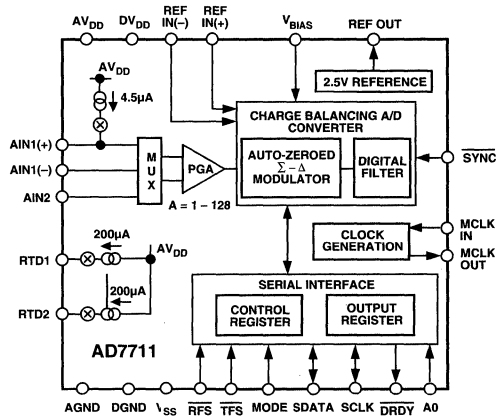 AVDD
DVDD
REF
IN(-)
REF
IN(+)
VBIAS
REF OUT
AVDD
4.5µA
2.5V REFERENCE
CHARGE BALANCING A/D
CONVERTER
AIN1(+)
AIN1(–)
AIN2
MUX
PGA
A = 1 – 128
AUTO-ZEROED
Σ – Δ
MODULATOR
DIGITAL
FILTER
SYNC
MCLK
IN
MCLK
OUT
CLOCK
GENERATION
200µA
AVDD
RTD1
200µA
RTD2
SERIAL INTERFACE
CONTROL
REGISTER
OUTPUT
REGISTER
AD7711
AGND
DGND
VSS
RFS
TFS
MODE
SDATA
SCLK
DRDY
A0